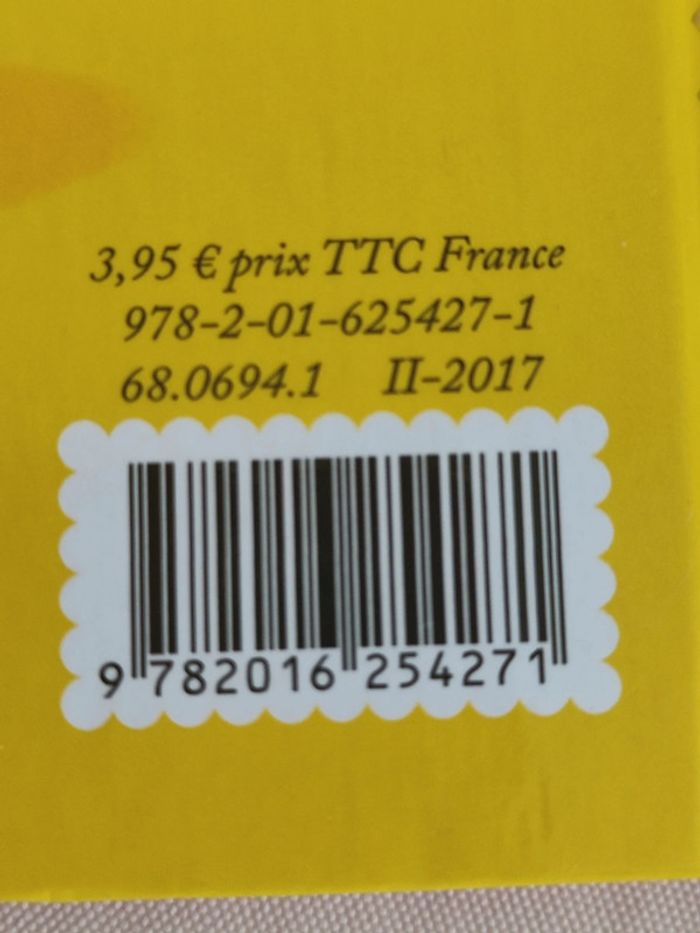 3,95 € prix TTC France
978-2-01-625427-1
68.0694.1 II-2017
9 782016 254271